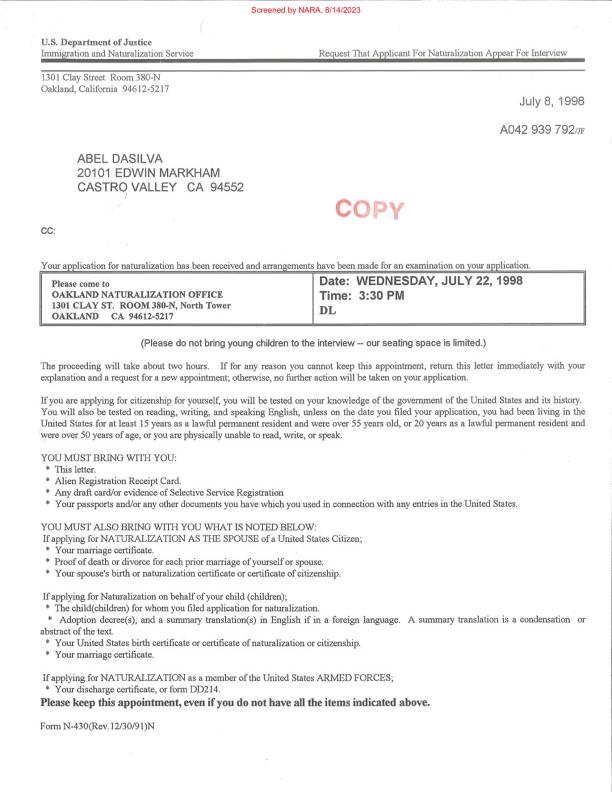 Screened by NARA, 8/14/2023
U.S. Department of Justice
Immigration and Naturalization Service Request That Applicant For Naturalization Appear For Interview
1301 Clay Street Room 380-N
Oakland, California 94612-5217
July 8, 1998
A042 939 792/JF
ABEL DASILVA
20101 EDWIN MARKHAM
CASTRO VALLEY CA 94552
COPY
CC:
Your application for naturalization has been received and arrangements have been made for an examination on your application.
Please come to
OAKLAND NATURALIZATION OFFICE
1301 CLAY ST. ROOM 380-N, North Tower
OAKLAND CA 94612-5217
Date: WEDNESDAY, JULY 22, 1998
Time: 3:30 PM
DL
(Please do not bring young children to the interview -- our seating space is limited.)
The proceeding will take about two hours. If for any reason you cannot keep this appointment, return this letter immediately with your
explanation and a request for a new appointment; otherwise, no further action will be taken on your application.
If you are applying for citizenship for yourself, you will be tested on your knowledge of the government of the United States and its history.
You will also be tested on reading, writing, and speaking English, unless on the date you filed your application, you had been living in the
United States for at least 15 years as a lawful permanent resident and were over 55 years old, or 20 years as a lawful permanent resident and
were over 50 years of age, or you are physically unable to read, write, or speak.
YOU MUST BRING WITH YOU:
* This letter.
* Alien Registration Receipt Card.
* Any draft card/or evidence of Selective Service Registration
* Your passports and/or any other documents you have which you used in connection with any entries in the United States.
YOU MUST ALSO BRING WITH YOU WHAT IS NOTED BELOW:
If applying for NATURALIZATION AS THE SPOUSE of a United States Citizen;
* Your marriage certificate.
* Proof of death or divorce for each prior marriage of yourself or spouse.
* Your spouse's birth or naturalization certificate or certificate of citizenship.
If applying for Naturalization on behalf of your child (children);
* The child(children) for whom you filed application for naturalization.
* Adoption decree(s), and a summary translation(s) in English if in a foreign language. A summary translation is a condensation or
abstract of the text.
* Your United States birth certificate or certificate of naturalization or citizenship.
* Your marriage certificate.
If applying for NATURALIZATION as a member of the United States ARMED FORCES;
* Your discharge certificate, or form DD214.
Please keep this appointment, even if you do not have all the items indicated above.
Form N-430(Rev.12/30/91)N